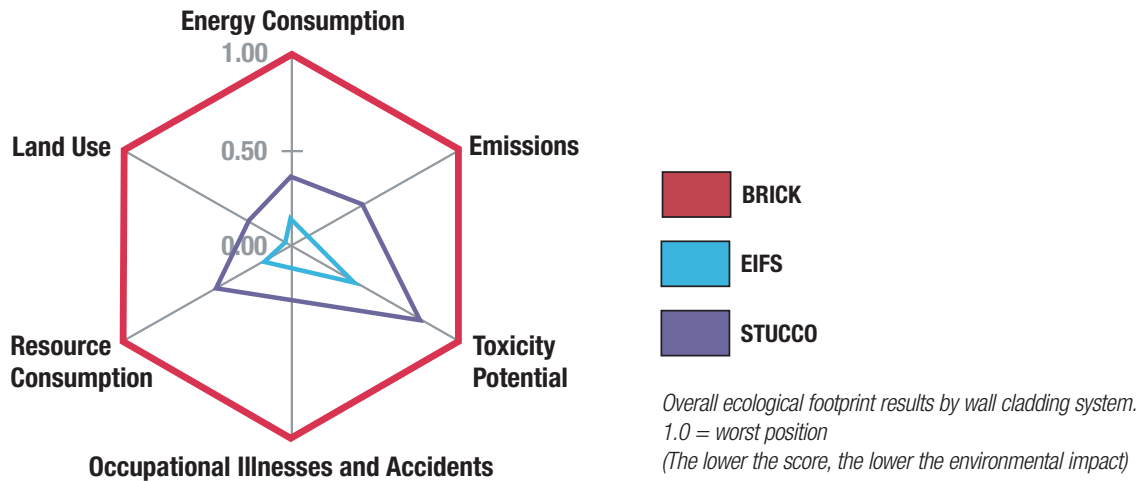 Energy Consumption
1.00
Land Use
0.50
Emissions
0.00
Resource
Consumption
Toxicity
Potential
Occupational Illnesses and Accidents
BRICK
EIFS
STUCCO
Overall ecological footprint results by wall cladding system.
1.0 = worst position
(The lower the score, the lower the environmental impact)